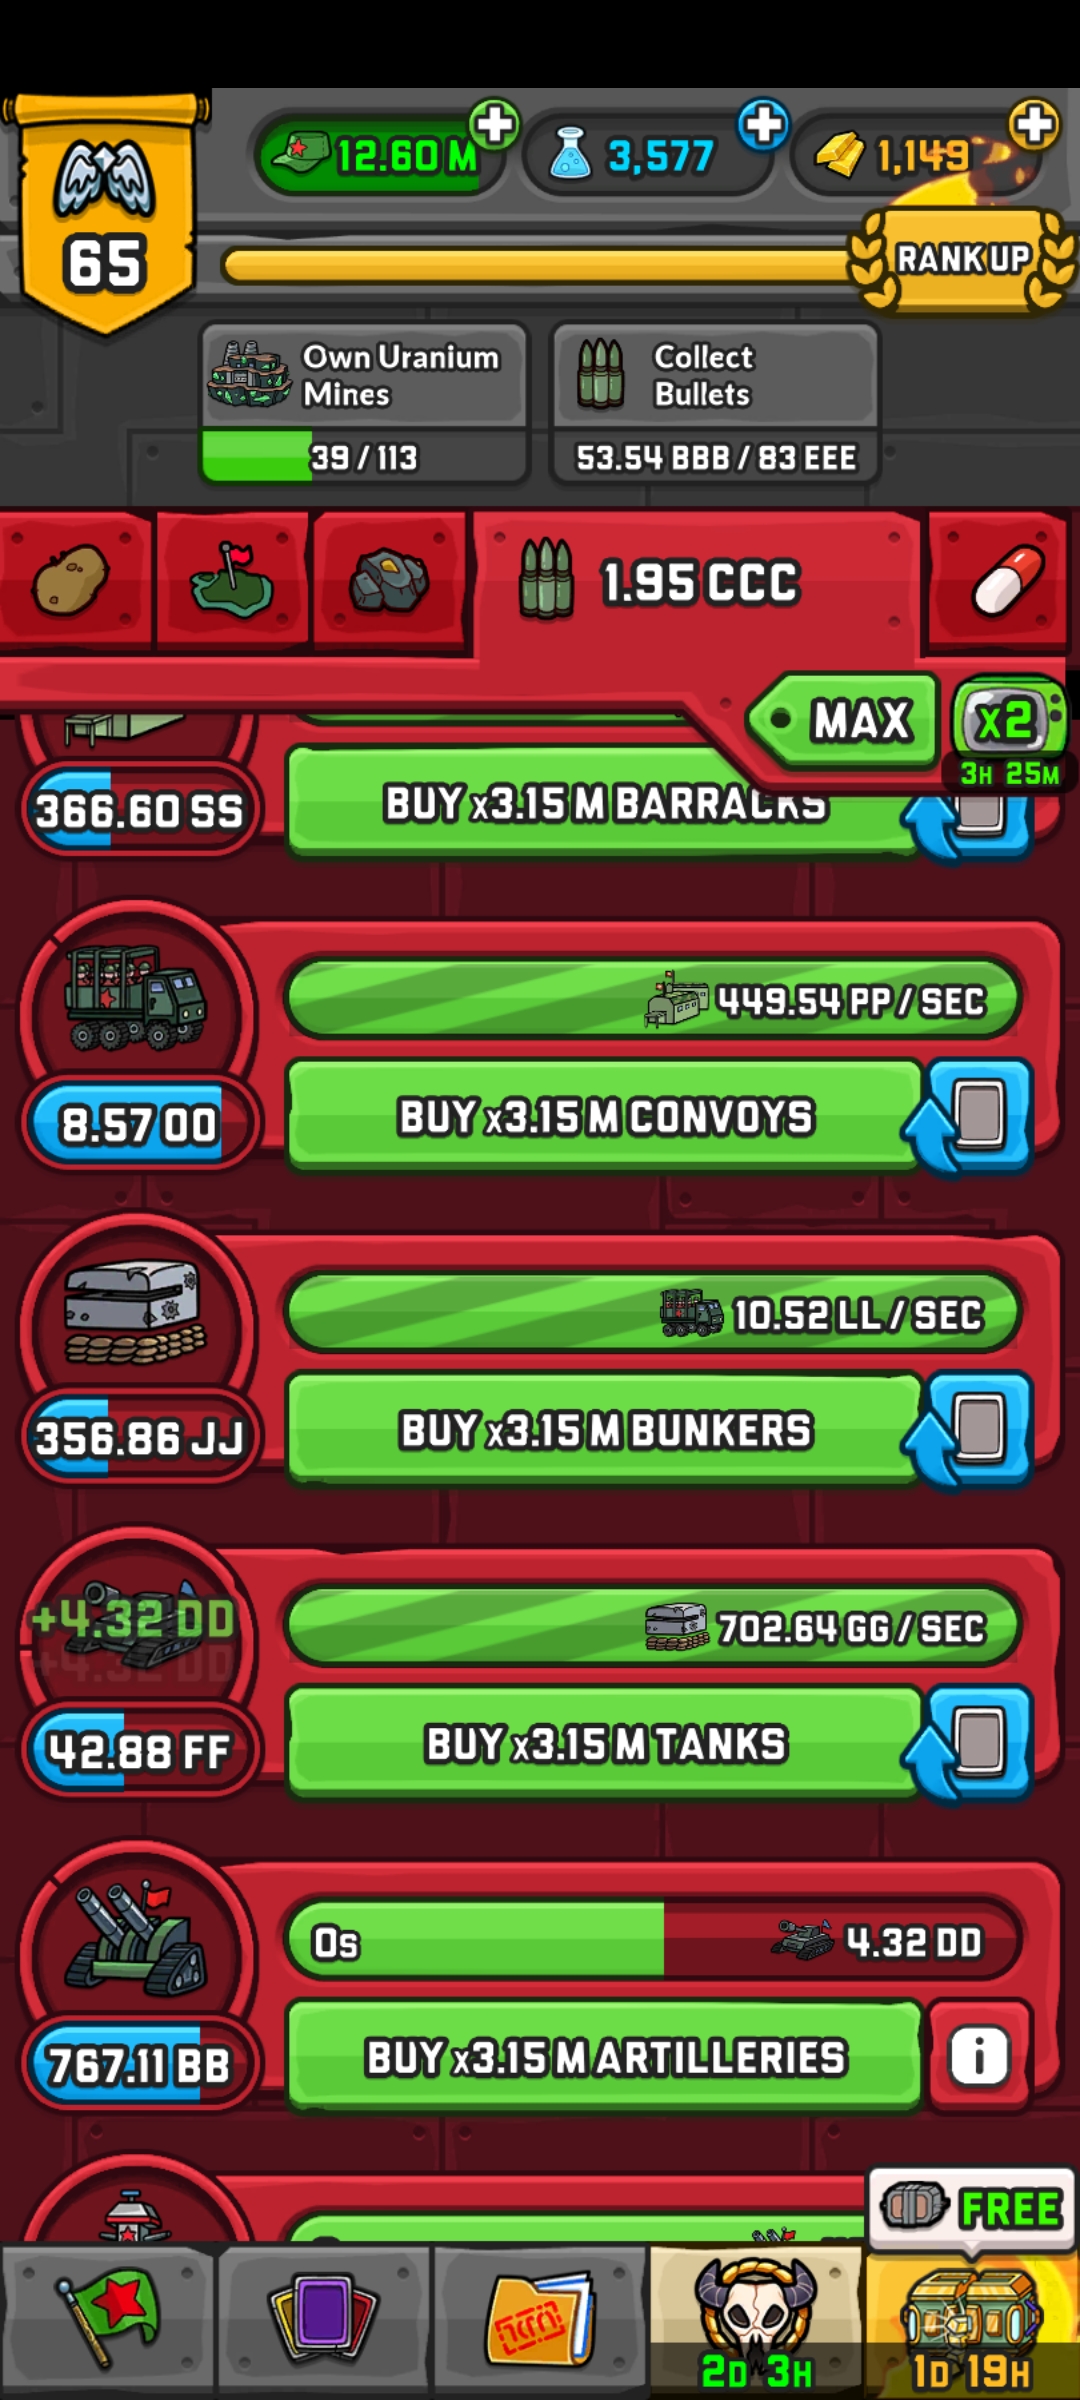 12.60 M
3,577
1,149
65
RANK UP
Own Uranium
Mines
39 / 113
Collect
Bullets
53.54 BBB / 83 EEE
1.95 CCC
MAX
x2
3H 25M
366.60 SS
BUY x3.15 M BARRACKS
449.54 PP / SEC
8.57 OO
BUY x3.15 M CONVOYS
10.52 LL / SEC
356.86 JJ
BUY x3.15 M BUNKERS
+4.32 DD
+4.32 DD
702.64 GG / SEC
42.88 FF
BUY x3.15 M TANKS
0s
4.32 DD
767.11 BB
BUY x3.15 M ARTILLERIES
i
FREE
2D 3H
1D 19H